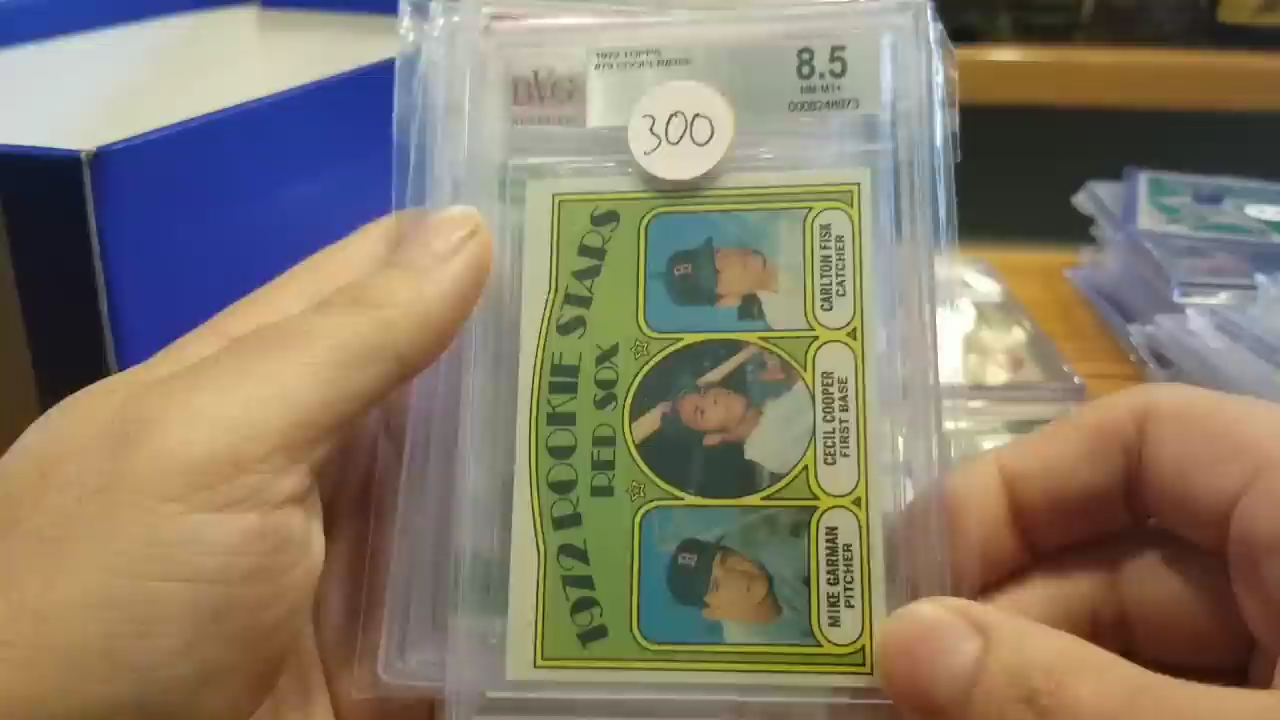 BVG
1972 TOPPS
8.5
NM-MT+
300
1972 ROOKIE STARS
RED SOX
MIKE GARMAN
PITCHER
CECIL COOPER
FIRST BASE
CARLTON FISK
CATCHER
B
B